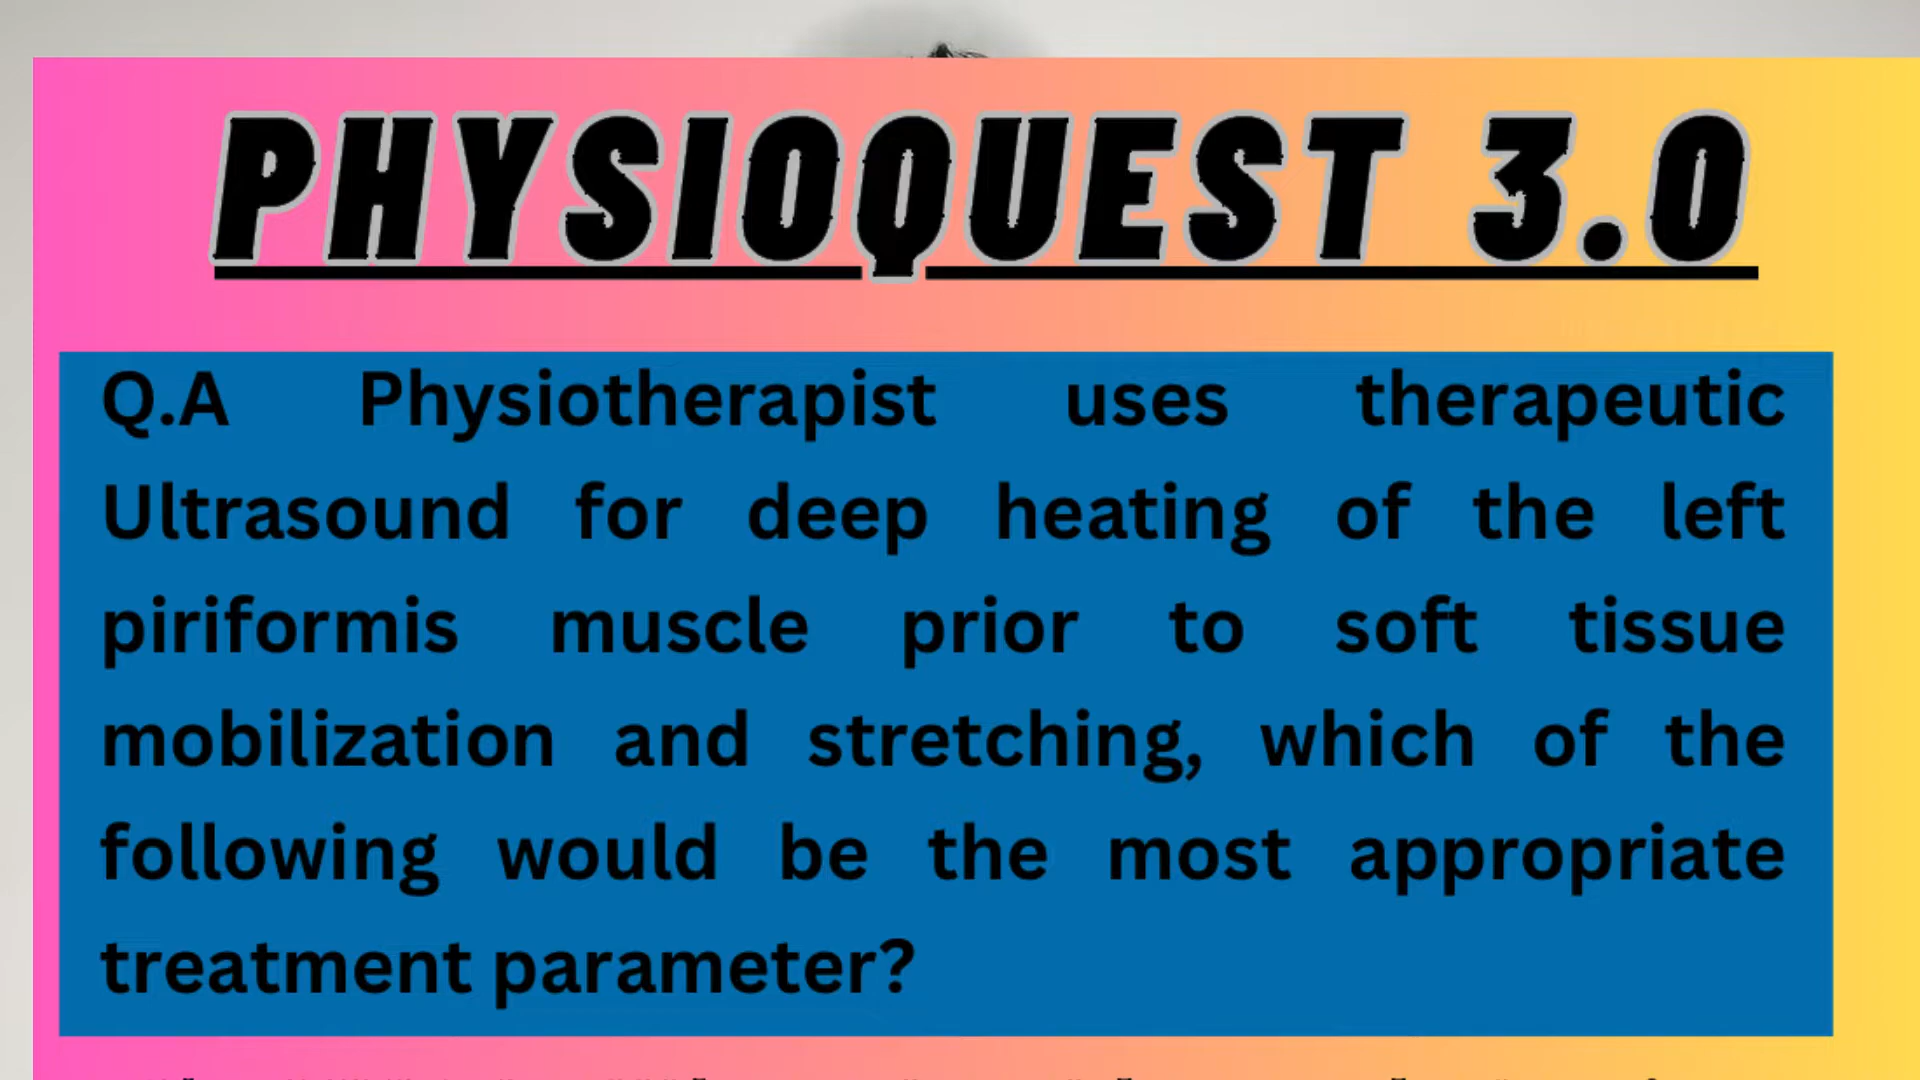 PHYSIOQUEST 3.0
Q.A Physiotherapist uses therapeutic
Ultrasound for deep heating of the left
piriformis muscle prior to soft tissue
mobilization and stretching, which of the
following would be the most appropriate
treatment parameter?